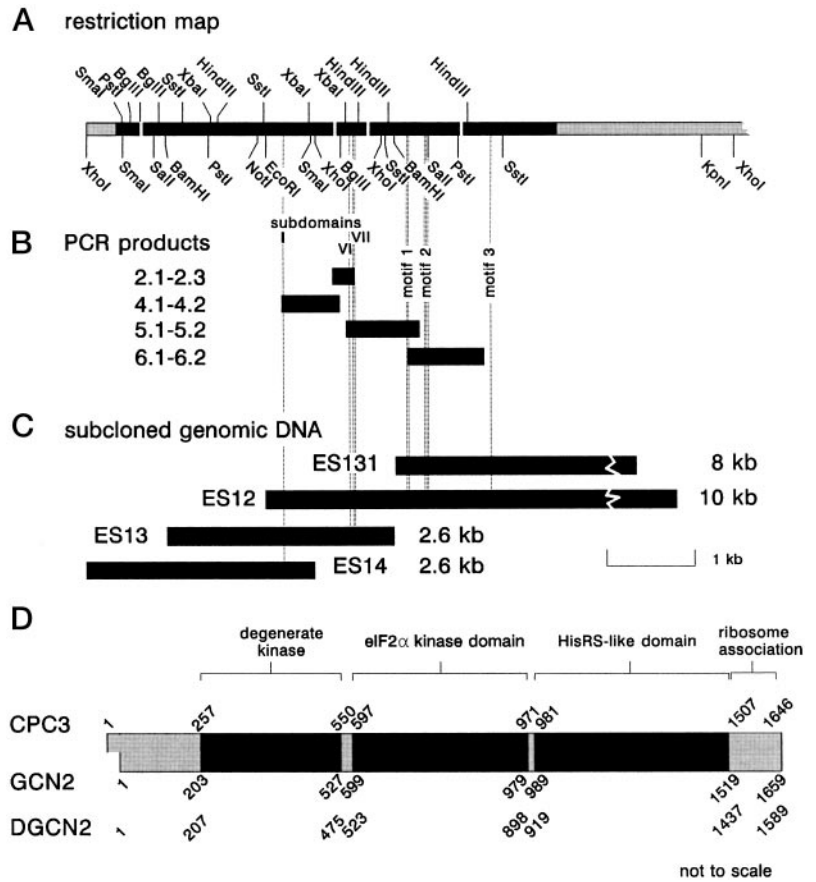 A restriction map
SmaI PstI BglII BglII SstI XbaI HindIII SstI XbaI XbaI HindIII HindIII HindIII
XhoI SmaI SalI BamHI PstI NotI EcoRI SmaI XhoI BglII XhoI SstI BamHI SalI PstI SstI KpnI XhoI
subdomains
I VI VII
motif 1 motif 2 motif 3
B PCR products
2.1-2.3
4.1-4.2
5.1-5.2
6.1-6.2
C subcloned genomic DNA
ES131 8 kb
ES12 10 kb
ES13 2.6 kb
ES14 2.6 kb
1 kb
D
degenerate kinase
eIF2α kinase domain
HisRS-like domain
ribosome association
CPC3 1 257 550 597 971 981 1507 1646
GCN2 1 203 527 599 979 989 1519 1659
DGCN2 1 207 475 523 898 919 1437 1589
not to scale